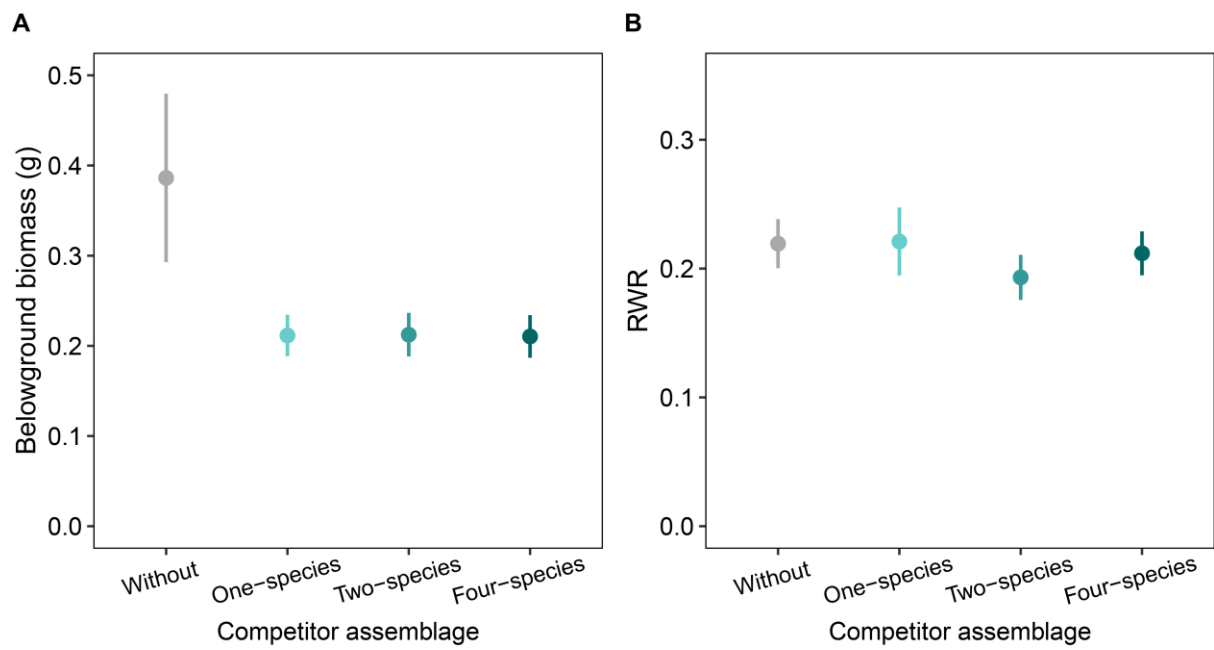 A
Belowground biomass (g)
0.5
0.4
0.3
0.2
0.1
0.0
Without
One−species
Two−species
Four−species
Competitor assemblage
B
RWR
0.3
0.2
0.1
0.0
Without
One−species
Two−species
Four−species
Competitor assemblage